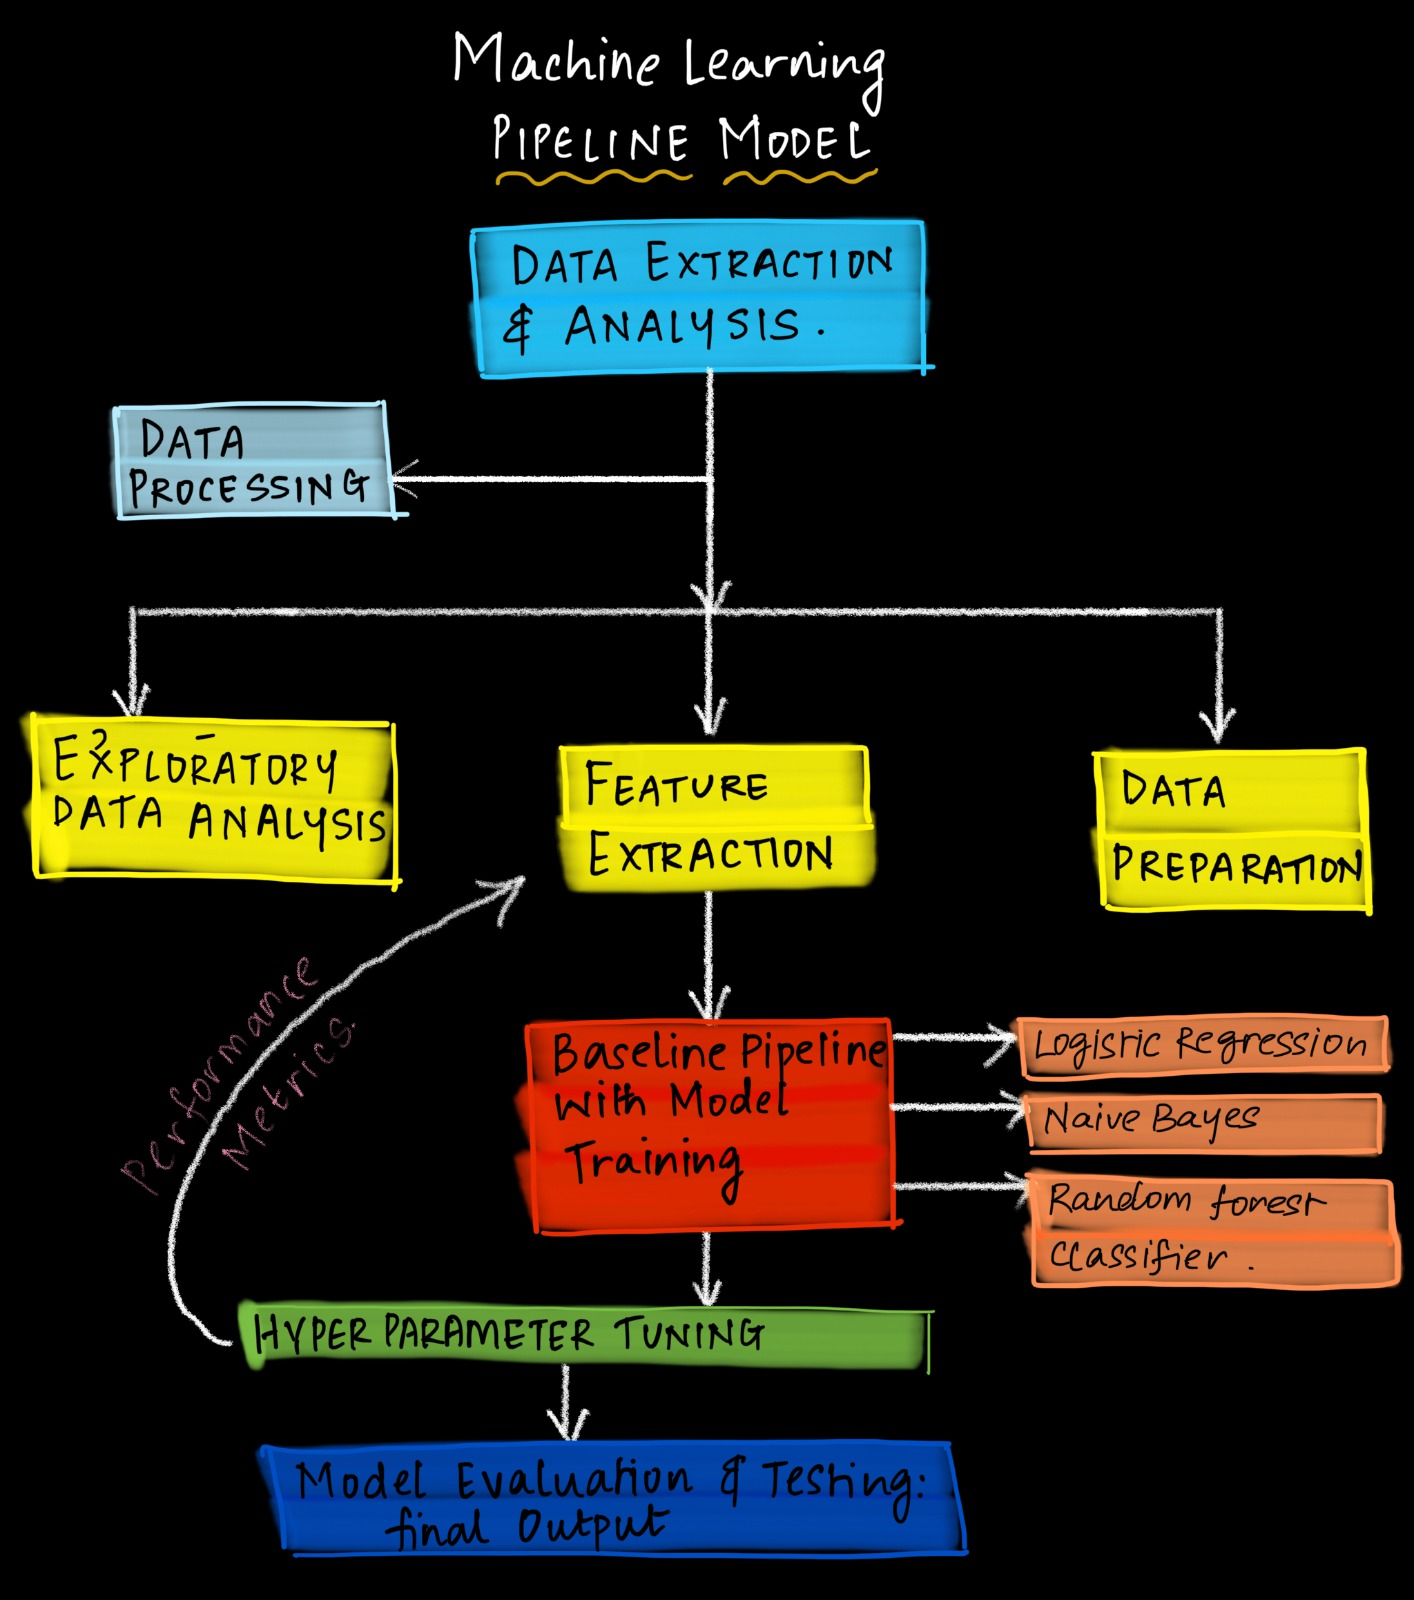 Machine Learning
PIPELINE MODEL
DATA EXTRACTION
& ANALYSIS.
DATA
PROCESSING
EXPLORATORY
DATA ANALYSIS
FEATURE
EXTRACTION
DATA
PREPARATION
Performance
Metrics.
Baseline Pipeline
with Model
Training
Logistic Regression
Naive Bayes
Random forest
Classifier.
HYPER PARAMETER TUNING
Model Evaluation & Testing:
final Output